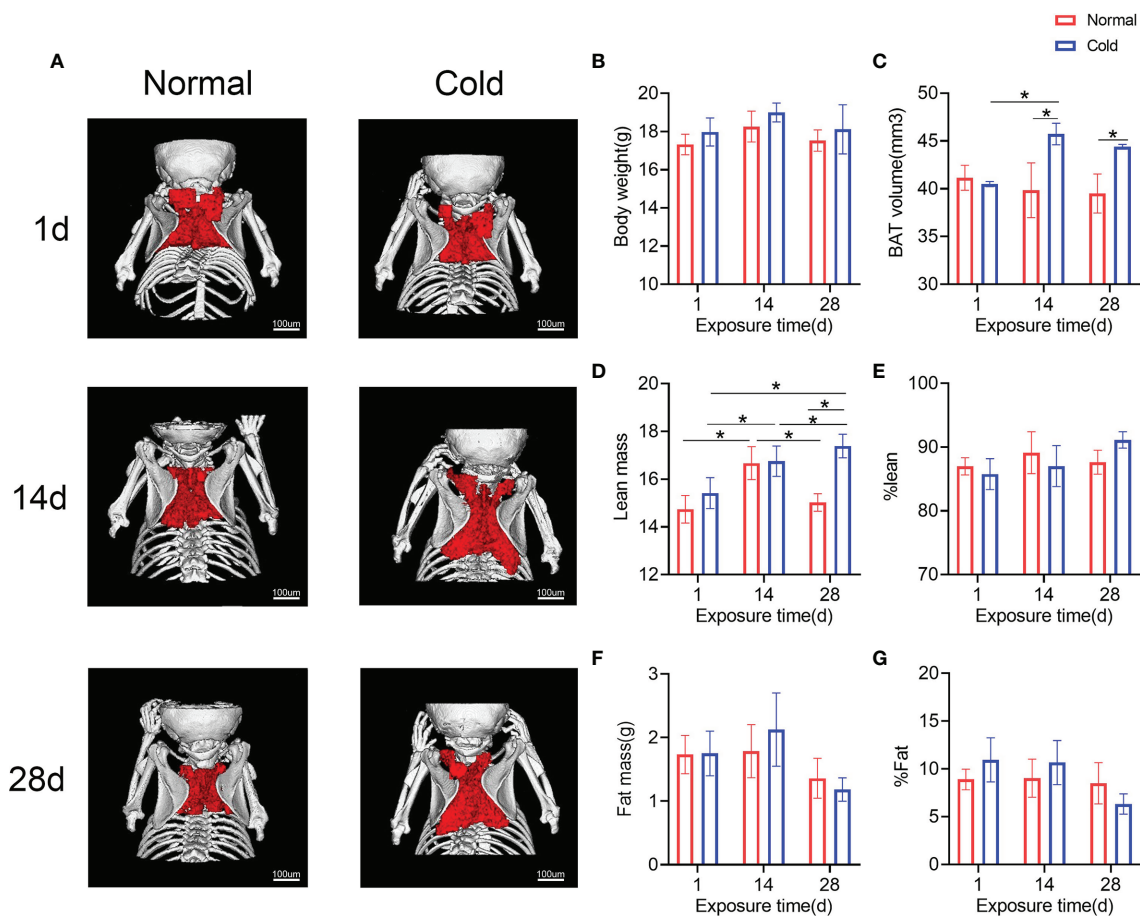 Normal
Cold
A
Normal
Cold
1d
100um
100um
14d
100um
100um
28d
100um
100um
B
Body weight(g)
20
18
16
14
12
10
1
14
28
Exposure time(d)
C
BAT volume(mm3)
50
45
40
35
30
*
*
*
1
14
28
Exposure time(d)
D
Lean mass
20
18
16
14
12
*
*
*
*
*
*
1
14
28
Exposure time(d)
E
%lean
100
90
80
70
1
14
28
Exposure time(d)
F
Fat mass(g)
3
2
1
0
1
14
28
Exposure time(d)
G
%Fat
20
15
10
5
0
1
14
28
Exposure time(d)